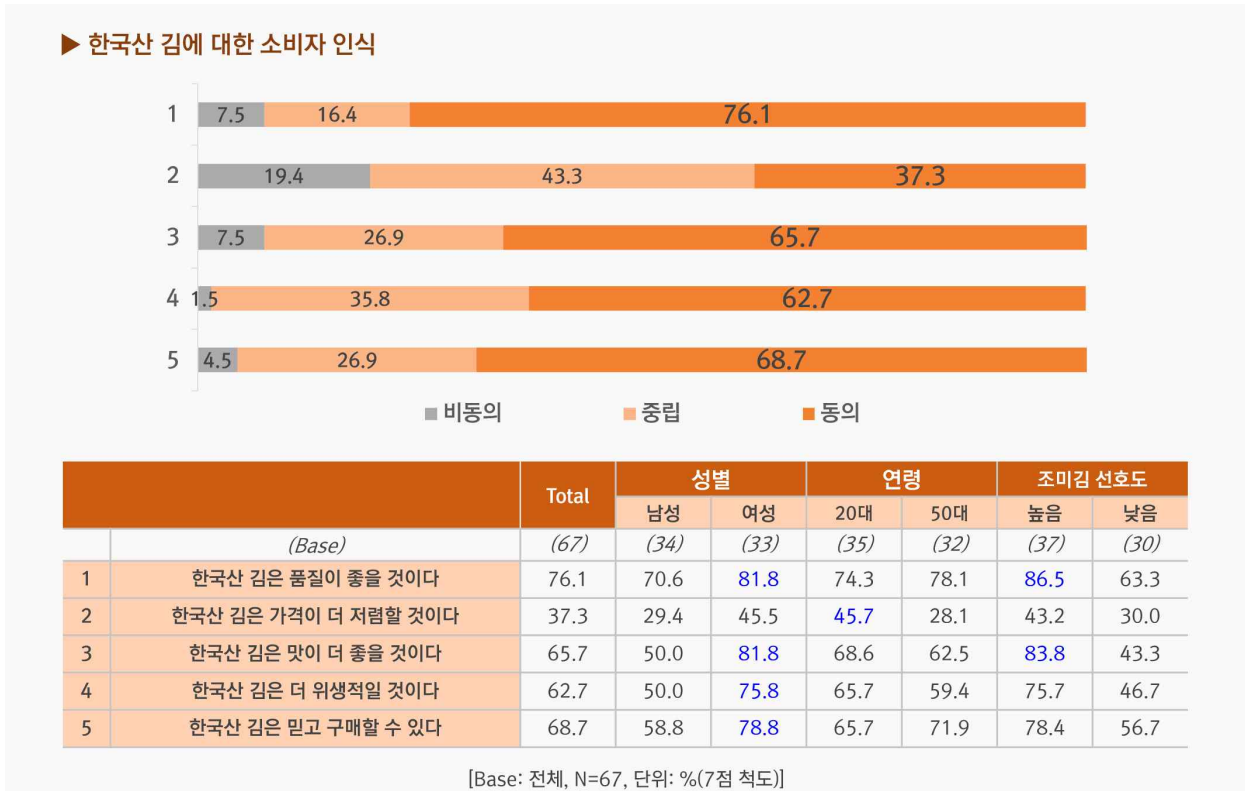 ▶ 한국산 김에 대한 소비자 인식
1 7.5 16.4 76.1
2 19.4 43.3 37.3
3 7.5 26.9 65.7
4 1.5 35.8 62.7
5 4.5 26.9 68.7
비동의 중립 동의
Total 성별 연령 조미김 선호도
남성 여성 20대 50대 높음 낮음
(Base) (67) (34) (33) (35) (32) (37) (30)
1 한국산 김은 품질이 좋을 것이다 76.1 70.6 81.8 74.3 78.1 86.5 63.3
2 한국산 김은 가격이 더 저렴할 것이다 37.3 29.4 45.5 45.7 28.1 43.2 30.0
3 한국산 김은 맛이 더 좋을 것이다 65.7 50.0 81.8 68.6 62.5 83.8 43.3
4 한국산 김은 더 위생적일 것이다 62.7 50.0 75.8 65.7 59.4 75.7 46.7
5 한국산 김은 믿고 구매할 수 있다 68.7 58.8 78.8 65.7 71.9 78.4 56.7
[Base: 전체, N=67, 단위: %(7점 척도)]